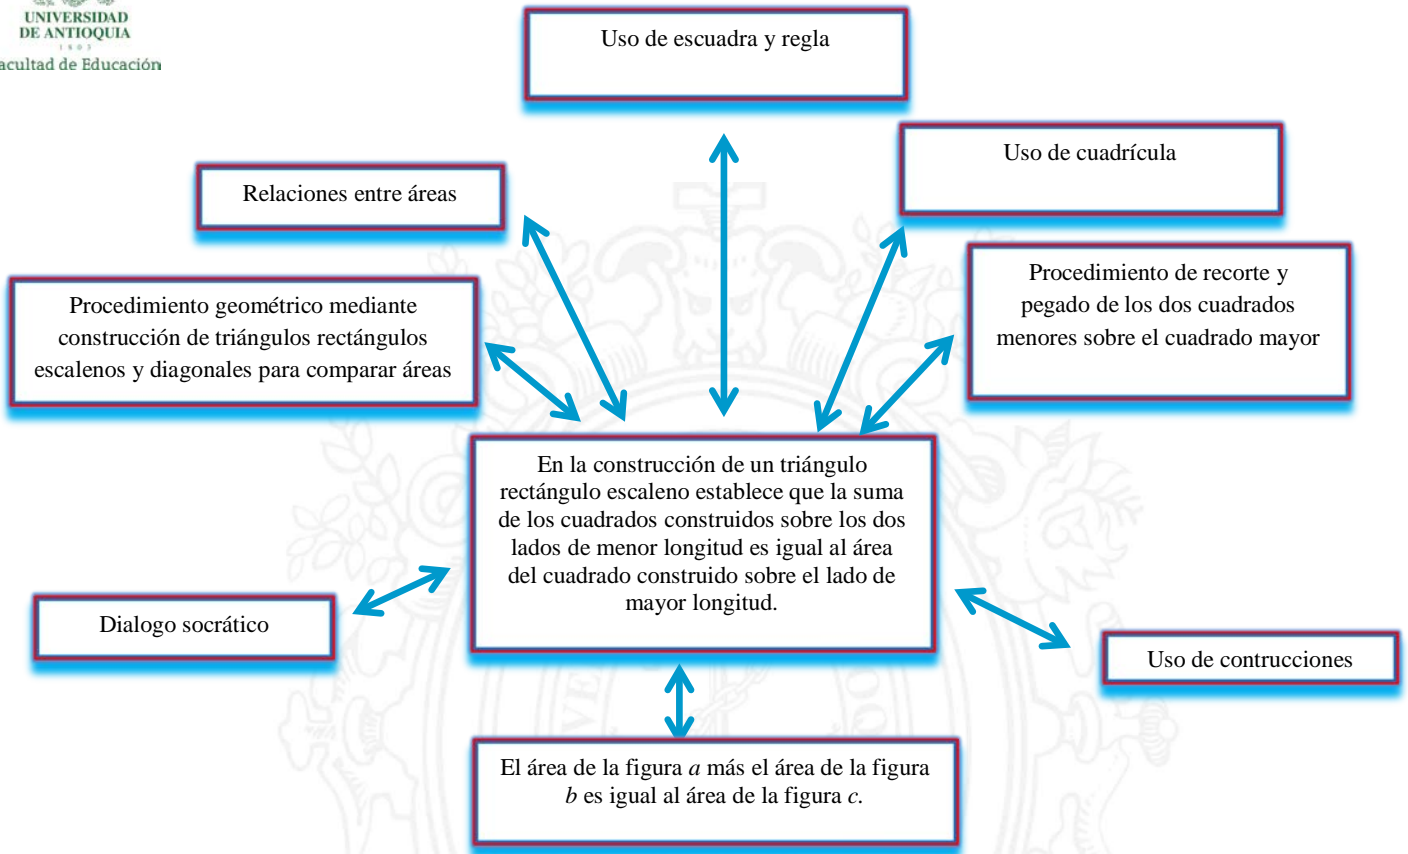 UNIVERSIDAD
DE ANTIOQUIA
1803
acultad de Educación
Uso de escuadra y regla
Uso de cuadrícula
Relaciones entre áreas
Procedimiento de recorte y
pegado de los dos cuadrados
menores sobre el cuadrado mayor
Procedimiento geométrico mediante
construcción de triángulos rectángulos
escalenos y diagonales para comparar áreas
En la construcción de un triángulo
rectángulo escaleno establece que la suma
de los cuadrados construidos sobre los dos
lados de menor longitud es igual al área
del cuadrado construido sobre el lado de
mayor longitud.
Dialogo socrático
Uso de contrucciones
El área de la figura a más el área de la figura
b es igual al área de la figura c.